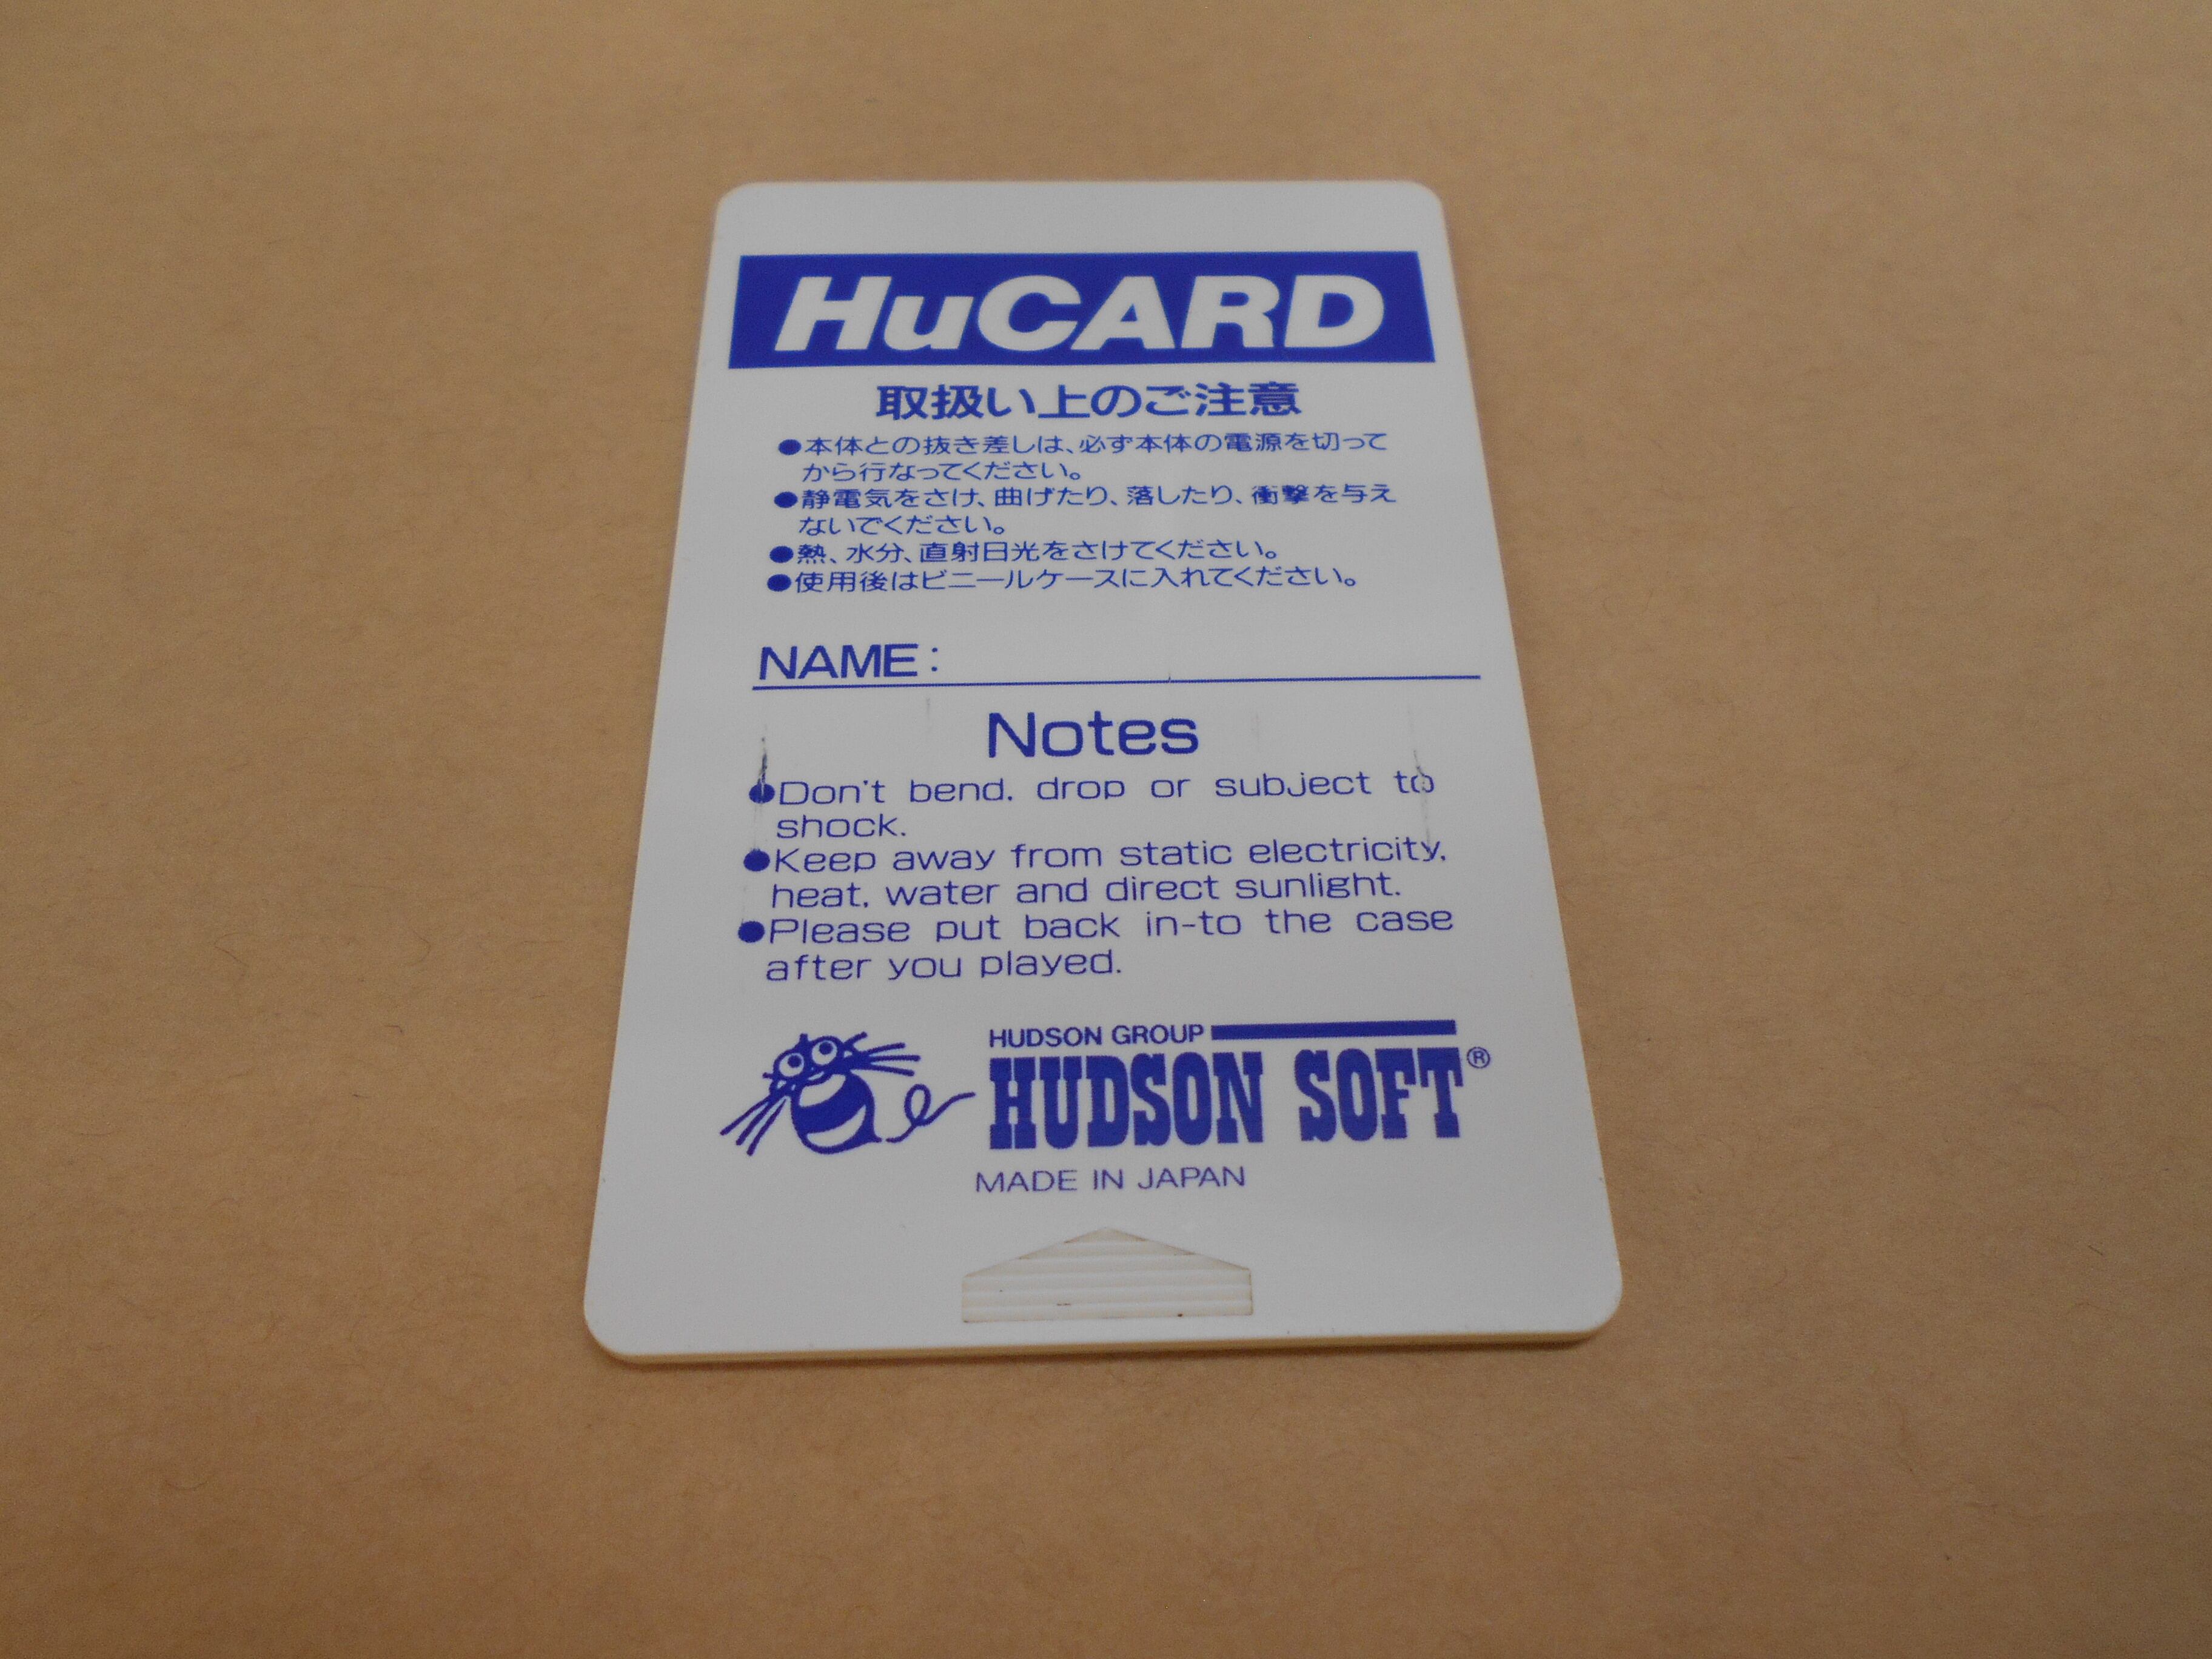 HuCARD
取扱い上のご注意
●本体との抜き差しは、必ず本体の電源を切って
から行なってください。
●静電気をさけ、曲げたり、落したり、衝撃を与え
ないでください。
●熱、水分、直射日光をさけてください。
●使用後はビニールケースに入れてください。
NAME:
Notes
●Don't bend, drop or subject to
shock.
●Keep away from static electricity,
heat, water and direct sunlight.
●Please put back in-to the case
after you played.
HUDSON GROUP
HUDSON SOFT®
MADE IN JAPAN